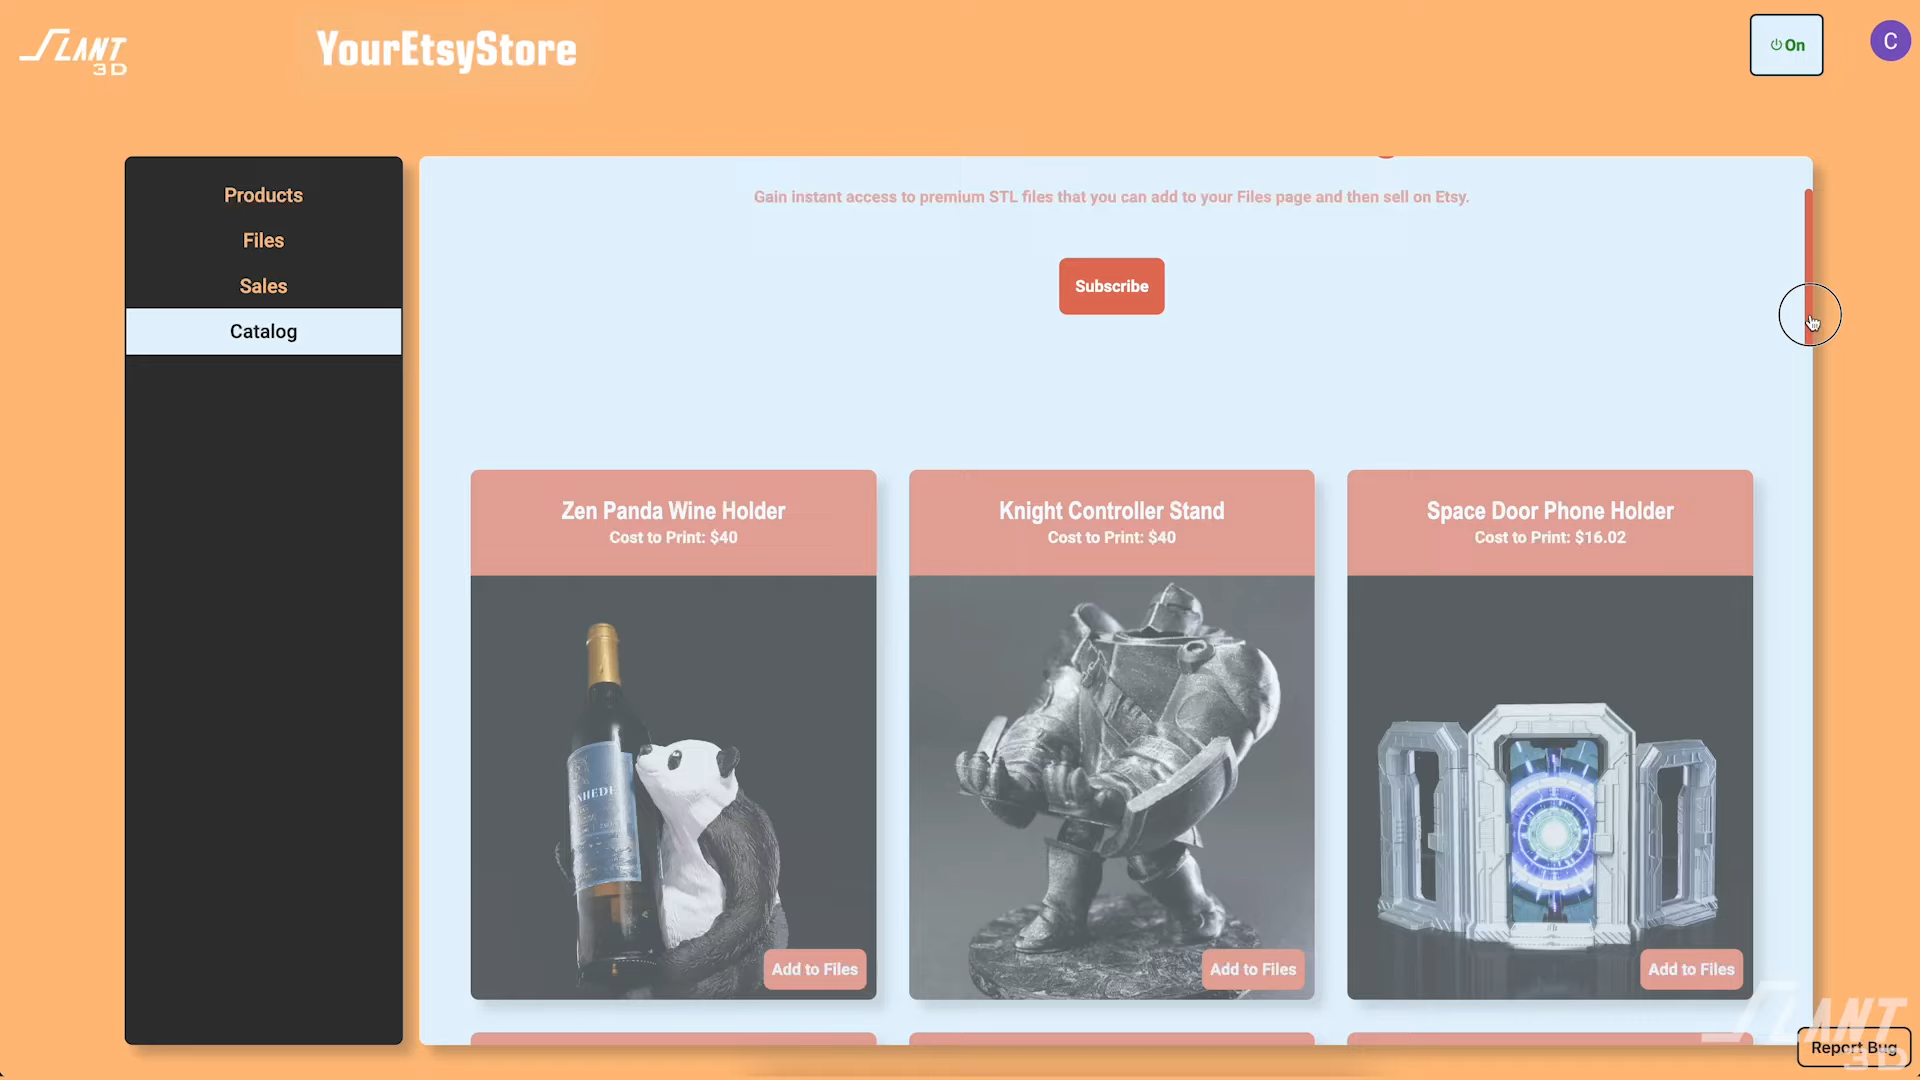 SLANT
3D
YourEtsyStore
On
C
Products
Files
Sales
Catalog
Gain instant access to premium STL files that you can add to your Files page and then sell on Etsy.
Subscribe
Zen Panda Wine Holder
Cost to Print: $40
Knight Controller Stand
Cost to Print: $40
Space Door Phone Holder
Cost to Print: $16.02
Add to Files
Add to Files
Add to Files
SLANT
3D
Report Bug